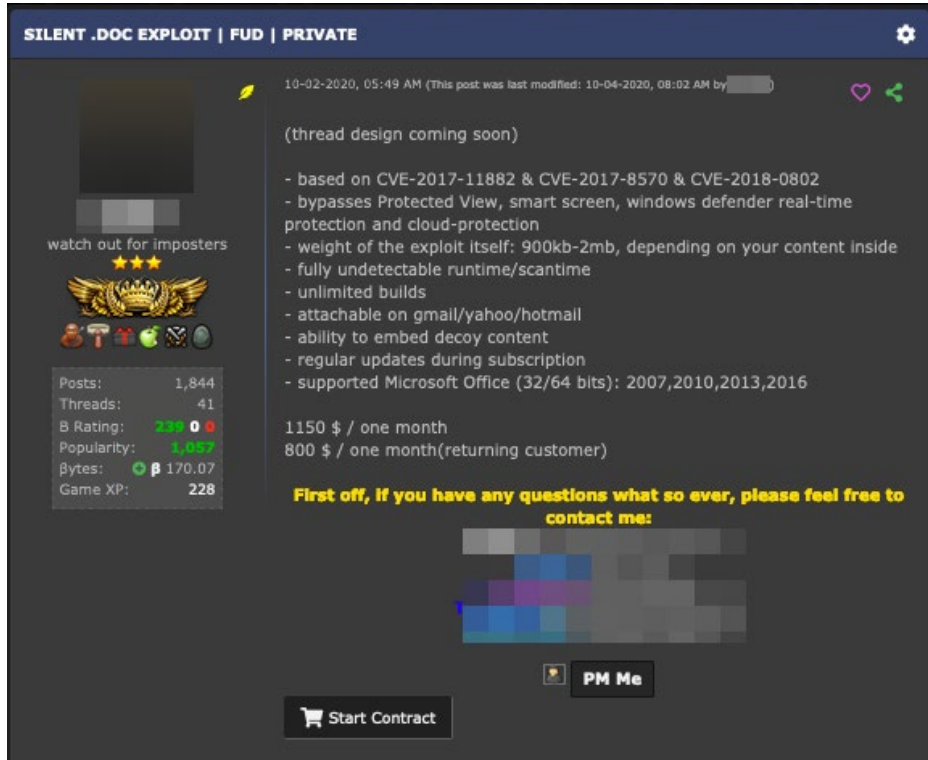 SILENT .DOC EXPLOIT | FUD | PRIVATE
10-02-2020, 05:49 AM (This post was last modified: 10-04-2020, 08:02 AM by
(thread design coming soon)
- based on CVE-2017-11882 & CVE-2017-8570 & CVE-2018-0802
- bypasses Protected View, smart screen, windows defender real-time
protection and cloud-protection
- weight of the exploit itself: 900kb-2mb, depending on your content inside
- fully undetectable runtime/scantime
- unlimited builds
- attachable on gmail/yahoo/hotmail
- ability to embed decoy content
- regular updates during subscription
- supported Microsoft Office (32/64 bits): 2007,2010,2013,2016
1150 $ / one month
800 $ / one month(returning customer)
First off, if you have any questions what so ever, please feel free to
contact me:
T
PM Me
Start Contract
watch out for imposters
Posts: 1,844
Threads: 41
B Rating: 239 0 0
Popularity: 1,057
βytes: β 170.07
Game XP: 228